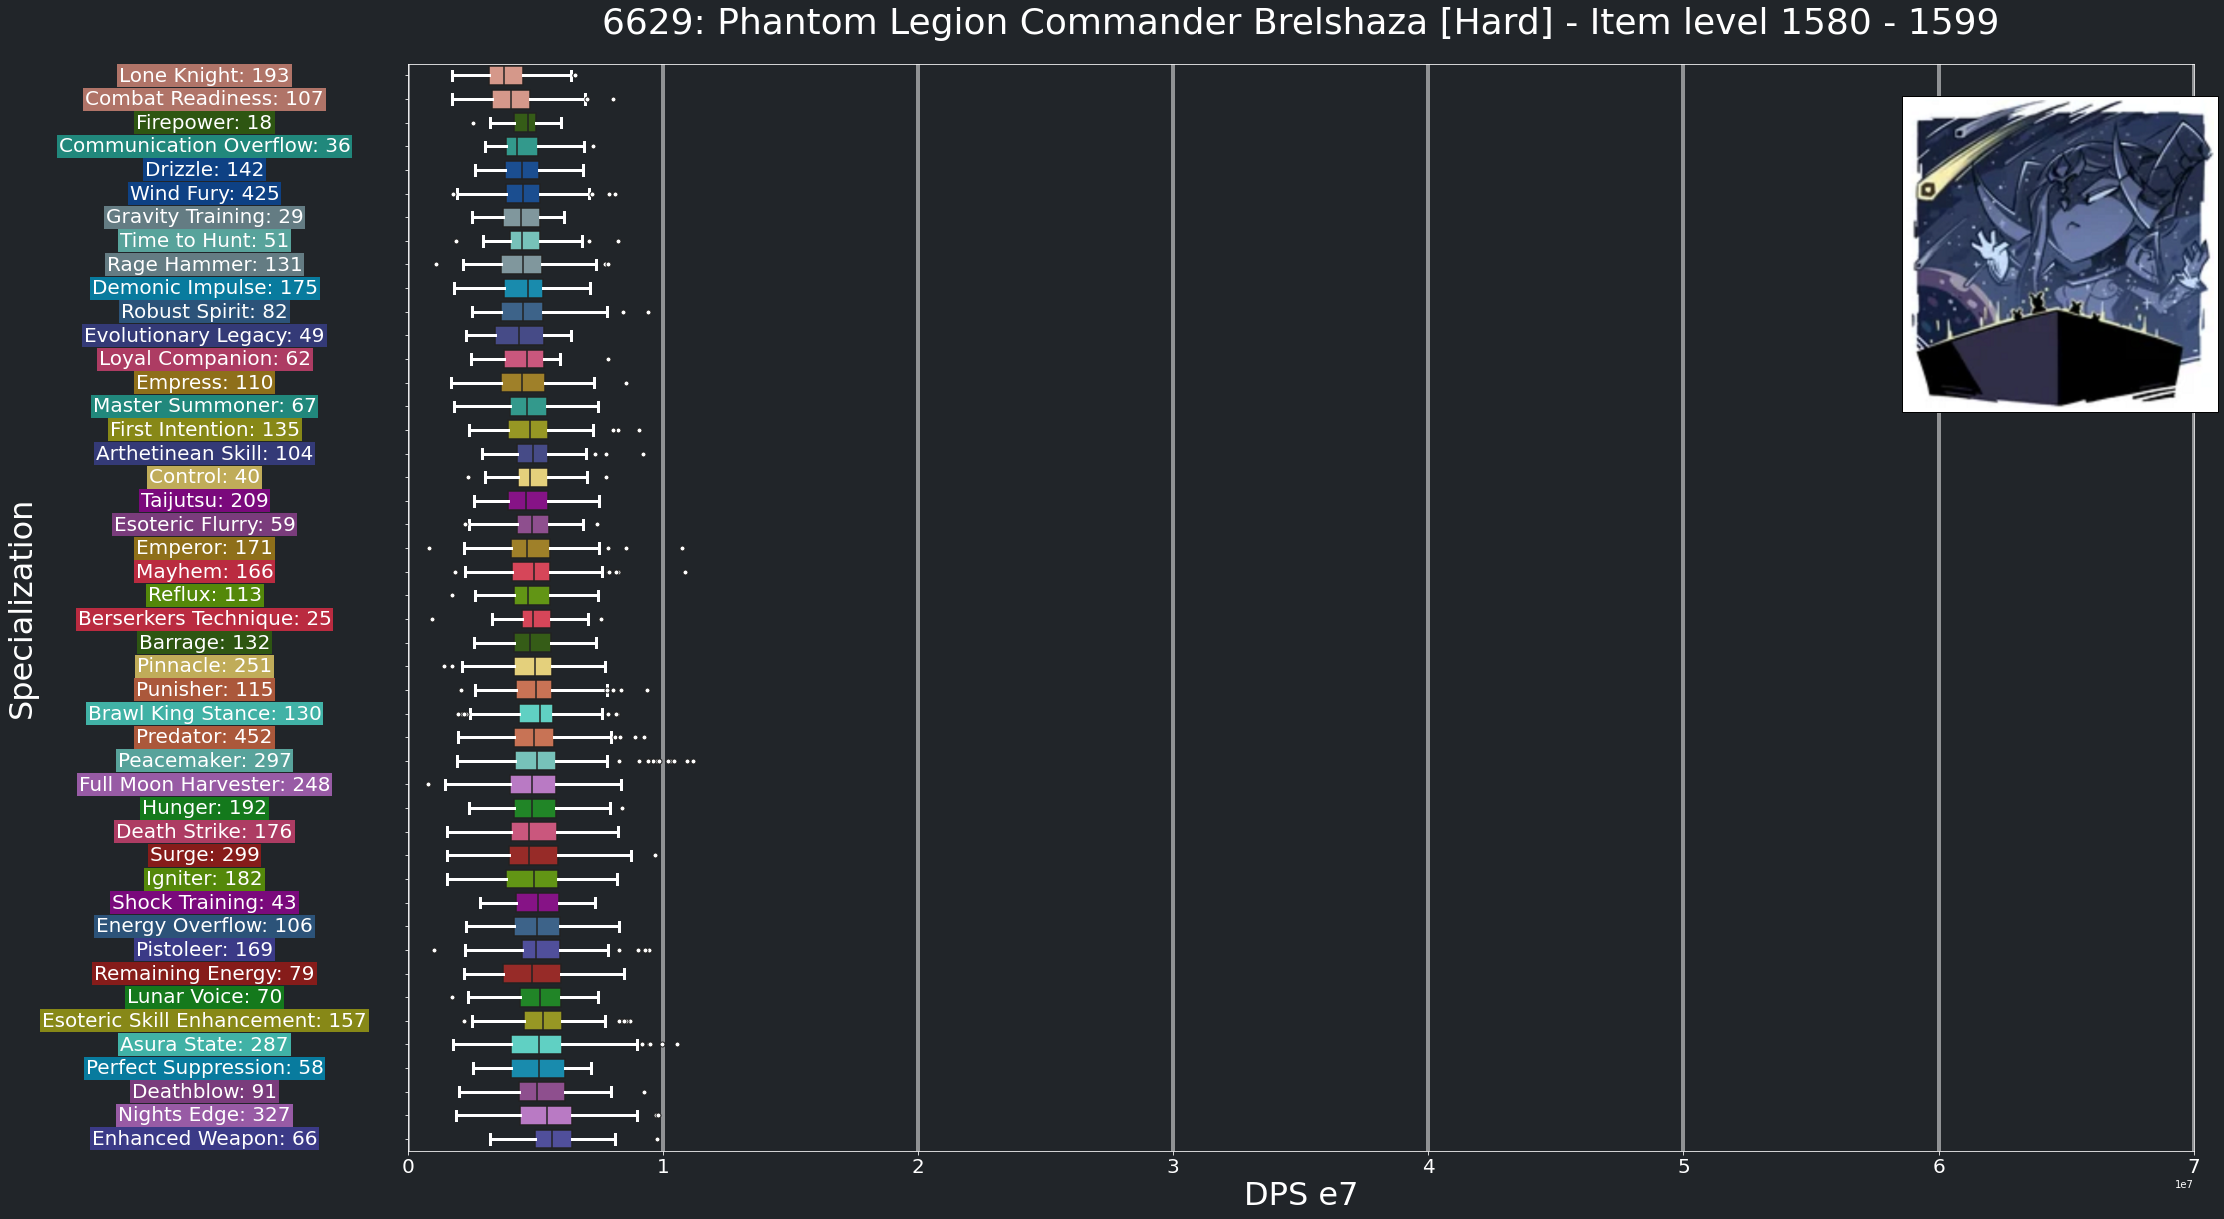 6629: Phantom Legion Commander Brelshaza [Hard] - Item level 1580 - 1599
Specialization
Lone Knight: 193
Combat Readiness: 107
Firepower: 18
Communication Overflow: 36
Drizzle: 142
Wind Fury: 425
Gravity Training: 29
Time to Hunt: 51
Rage Hammer: 131
Demonic Impulse: 175
Robust Spirit: 82
Evolutionary Legacy: 49
Loyal Companion: 62
Empress: 110
Master Summoner: 67
First Intention: 135
Arthetinean Skill: 104
Control: 40
Taijutsu: 209
Esoteric Flurry: 59
Emperor: 171
Mayhem: 166
Reflux: 113
Berserkers Technique: 25
Barrage: 132
Pinnacle: 251
Punisher: 115
Brawl King Stance: 130
Predator: 452
Peacemaker: 297
Full Moon Harvester: 248
Hunger: 192
Death Strike: 176
Surge: 299
Igniter: 182
Shock Training: 43
Energy Overflow: 106
Pistoleer: 169
Remaining Energy: 79
Lunar Voice: 70
Esoteric Skill Enhancement: 157
Asura State: 287
Perfect Suppression: 58
Deathblow: 91
Nights Edge: 327
Enhanced Weapon: 66
0 1 2 3 4 5 6 7
1e7
DPS e7